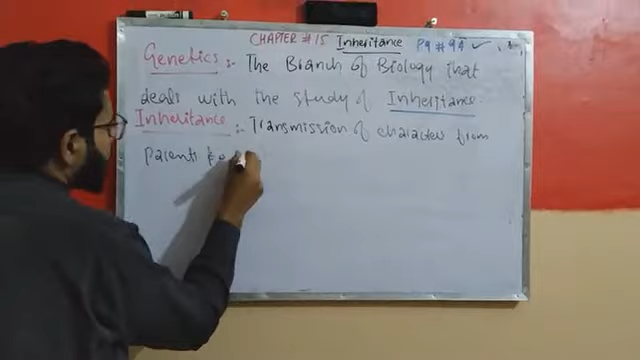 CHAPTER # 15 Inheritance Pg # 94 ✓
Genetics :- The Branch of Biology that
deals with the study of Inheritance.
Inheritance :- Transmission of characters from
Parents to